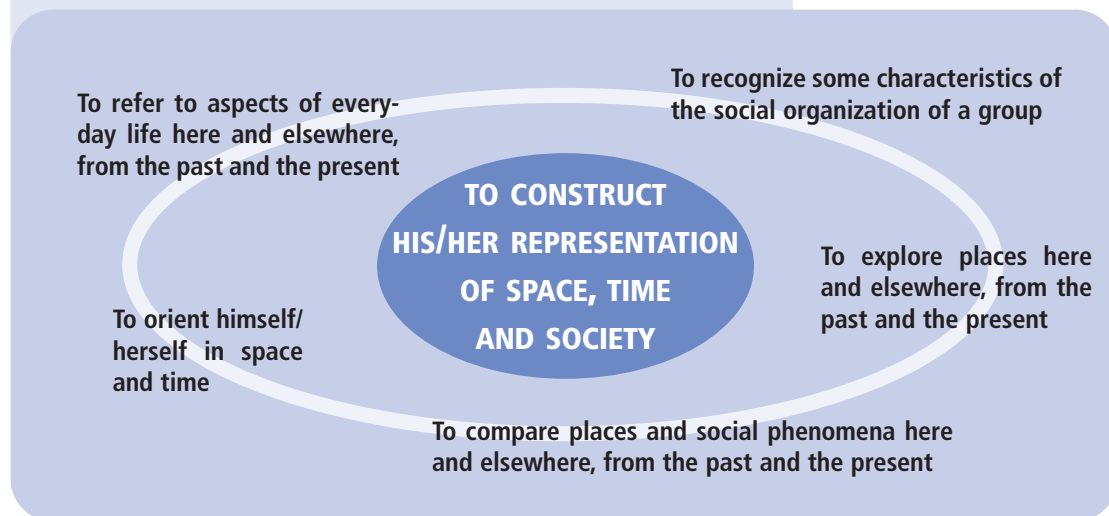 To refer to aspects of every-
day life here and elsewhere,
from the past and the present
To recognize some characteristics of
the social organization of a group
TO CONSTRUCT
HIS/HER REPRESENTATION
OF SPACE, TIME
AND SOCIETY
To explore places here
and elsewhere, from the
past and the present
To orient himself/
herself in space
and time
To compare places and social phenomena here
and elsewhere, from the past and the present